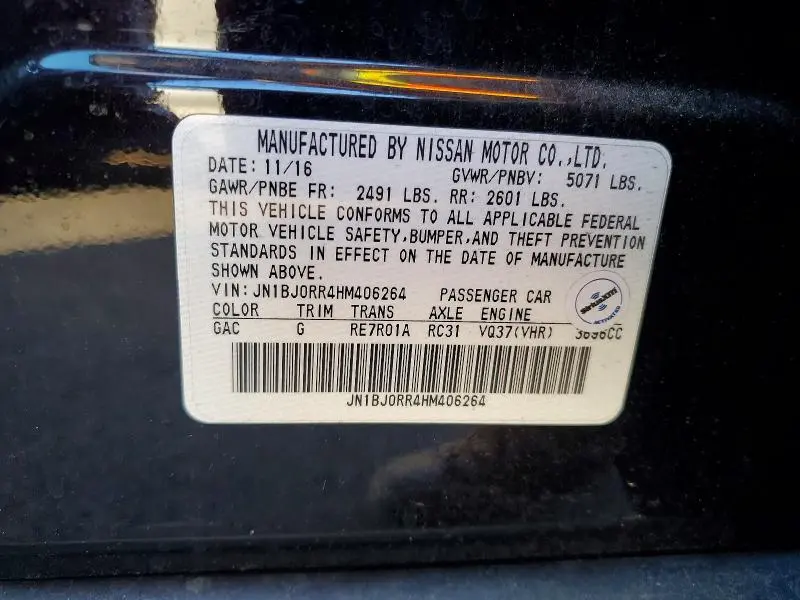 MANUFACTURED BY NISSAN MOTOR CO.,LTD.
DATE: 11/16 GVWR/PNBV: 5071 LBS.
GAWR/PNBE FR: 2491 LBS. RR: 2601 LBS.
THIS VEHICLE CONFORMS TO ALL APPLICABLE FEDERAL
MOTOR VEHICLE SAFETY,BUMPER,AND THEFT PREVENTION
STANDARDS IN EFFECT ON THE DATE OF MANUFACTURE
SHOWN ABOVE.
VIN:JN1BJ0RR4HM406264 PASSENGER CAR
COLOR TRIM TRANS AXLE ENGINE
GAC G RE7R01A RC31 VQ37(VHR) 3696CC
JN1BJ0RR4HM406264
siriusxm
ACTIVATED